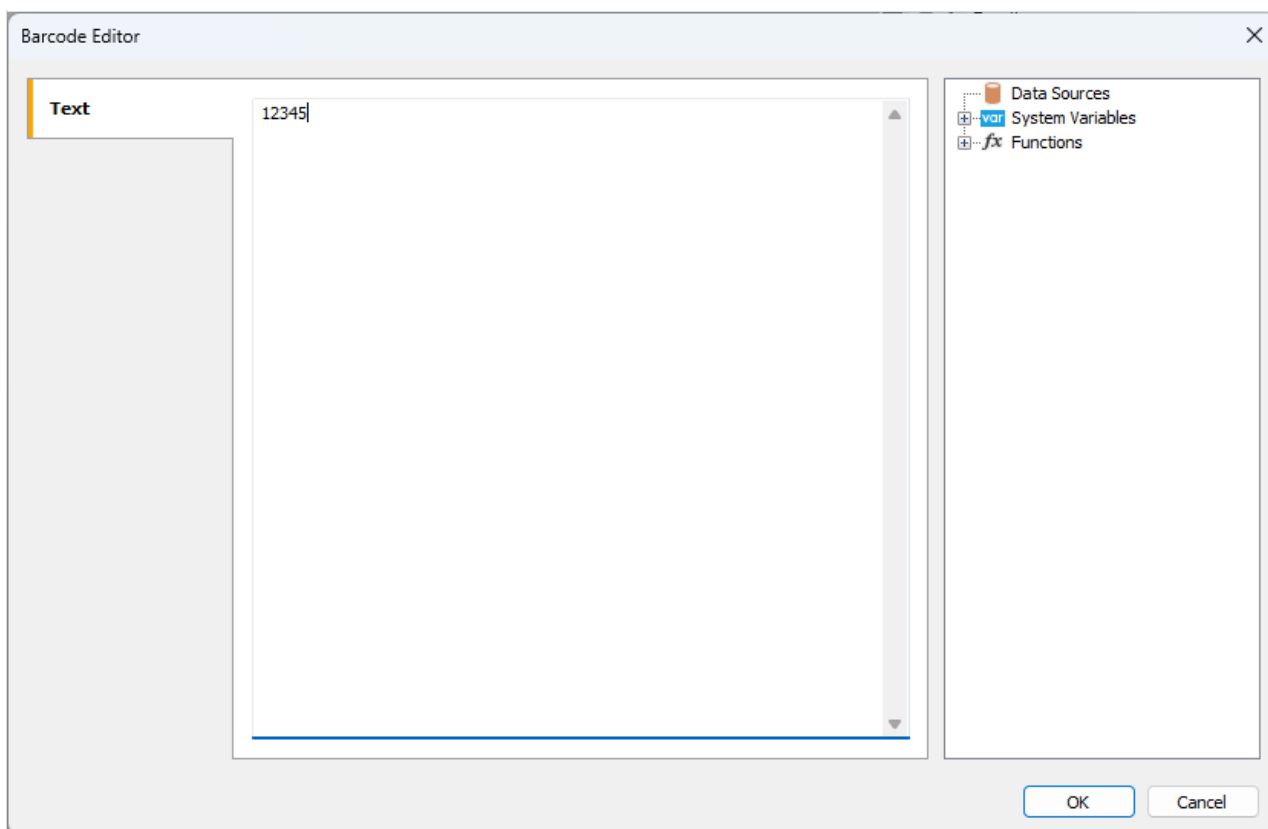 Barcode Editor
Text
12345
Data Sources
var System Variables
fx Functions
OK
Cancel